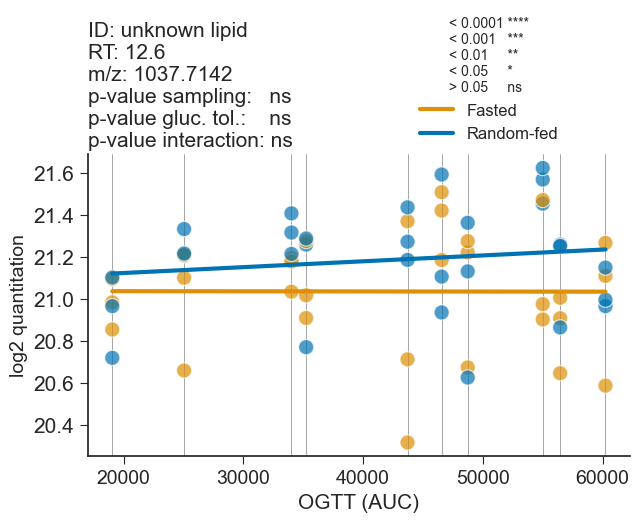 ID: unknown lipid
RT: 12.6
m/z: 1037.7142
p-value sampling: ns
p-value gluc. tol.: ns
p-value interaction: ns
< 0.0001 ****
< 0.001 ***
< 0.01 **
< 0.05 *
> 0.05 ns
Fasted
Random-fed
21.6
21.4
21.2
21.0
20.8
20.6
20.4
log2 quantitation
20000 30000 40000 50000 60000
OGTT (AUC)